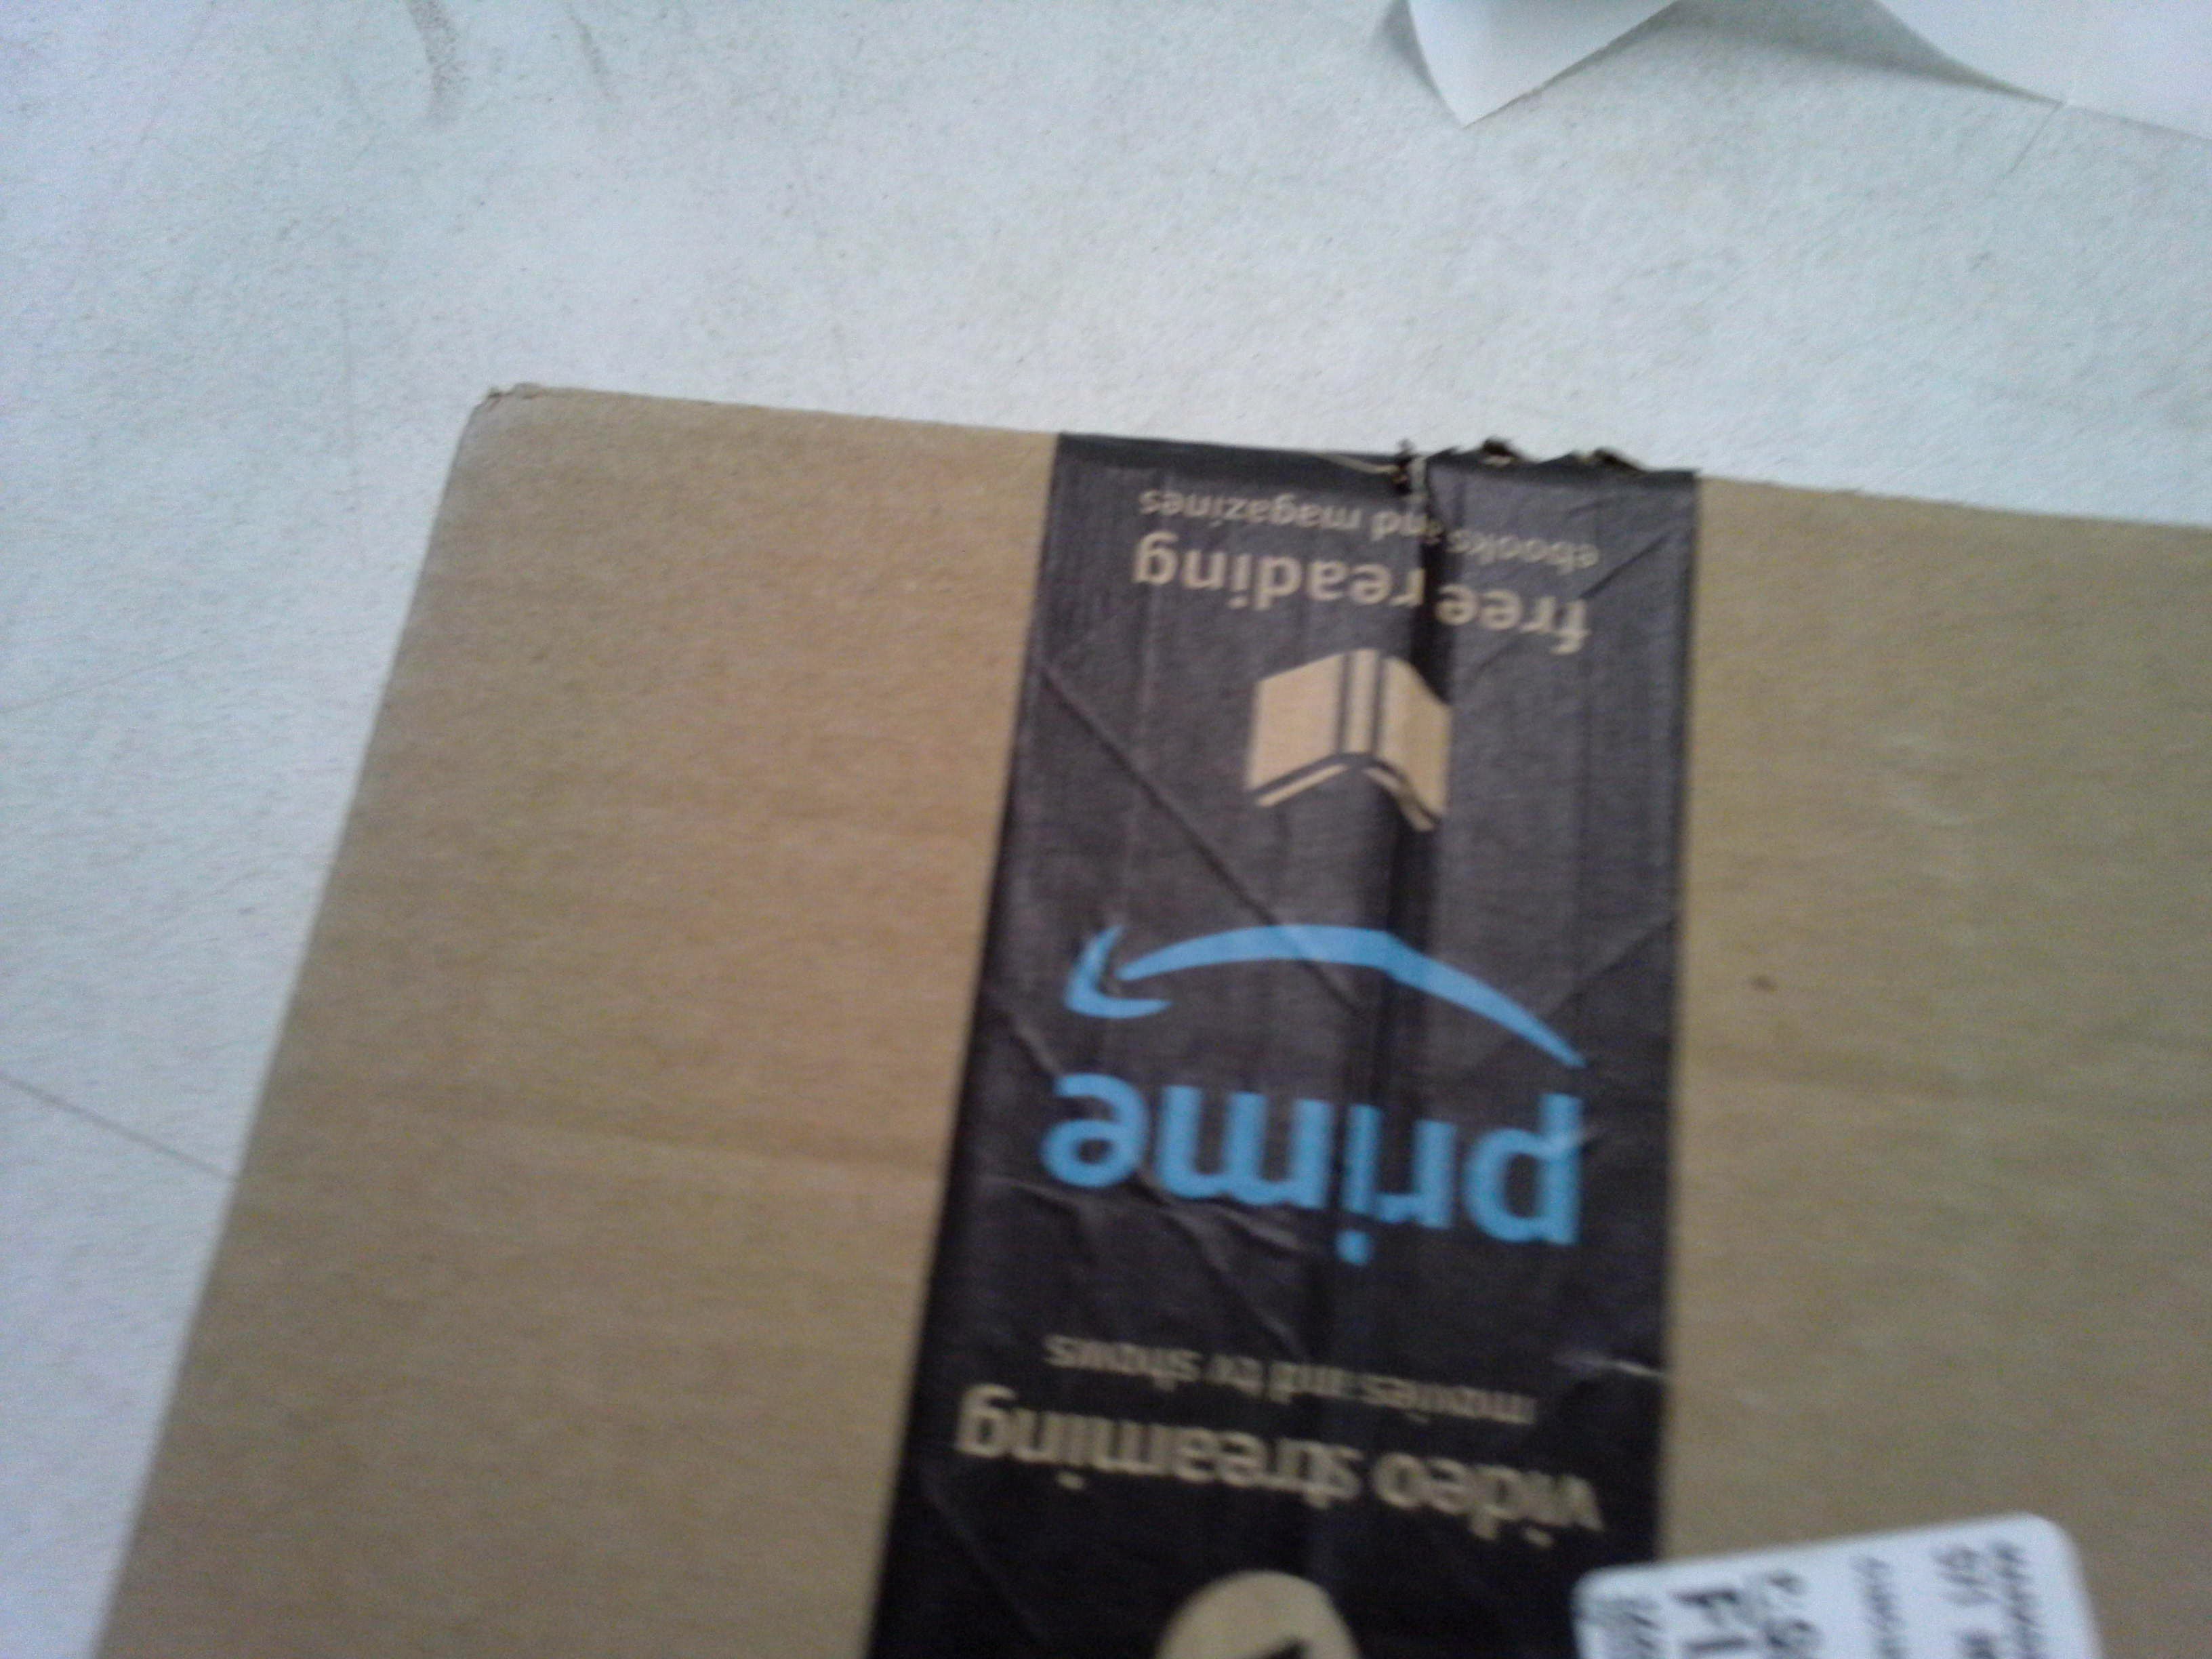 video streaming
movies and tv shows
prime
free reading
ebooks and magazines